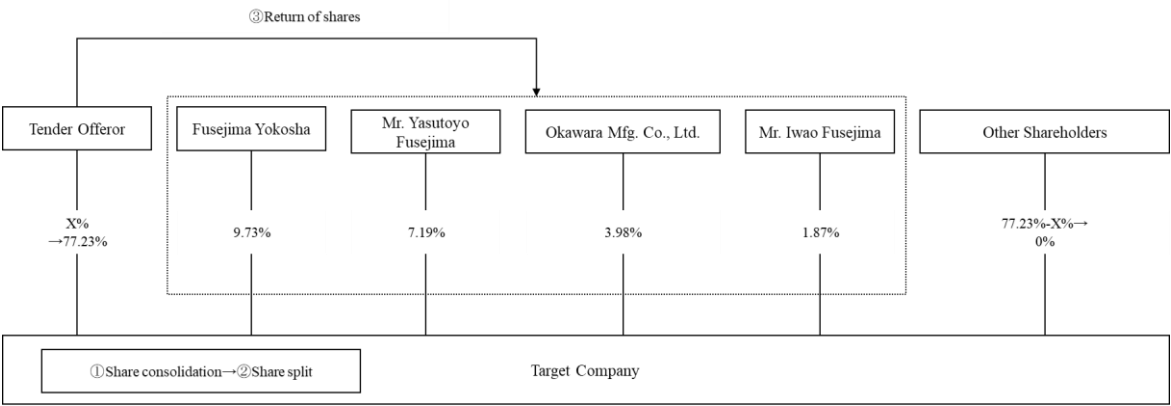 ③Return of shares
Tender Offeror
Fusejima Yokosha
Mr. Yasutoyo
Fusejima
Okawara Mfg. Co., Ltd.
Mr. Iwao Fusejima
Other Shareholders
X%
→77.23%
9.73%
7.19%
3.98%
1.87%
77.23%-X%→
0%
①Share consolidation→②Share split
Target Company